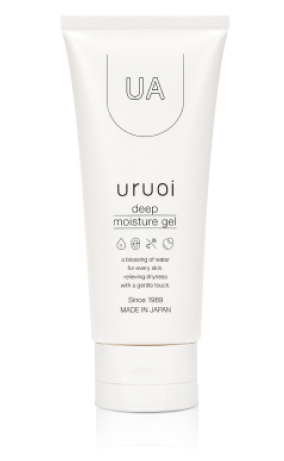 UA
uruoi
deep
moisture gel
a blessing of water
for every skin.
relieving dryness
with a gentle touch.
Since 1969
MADE IN JAPAN